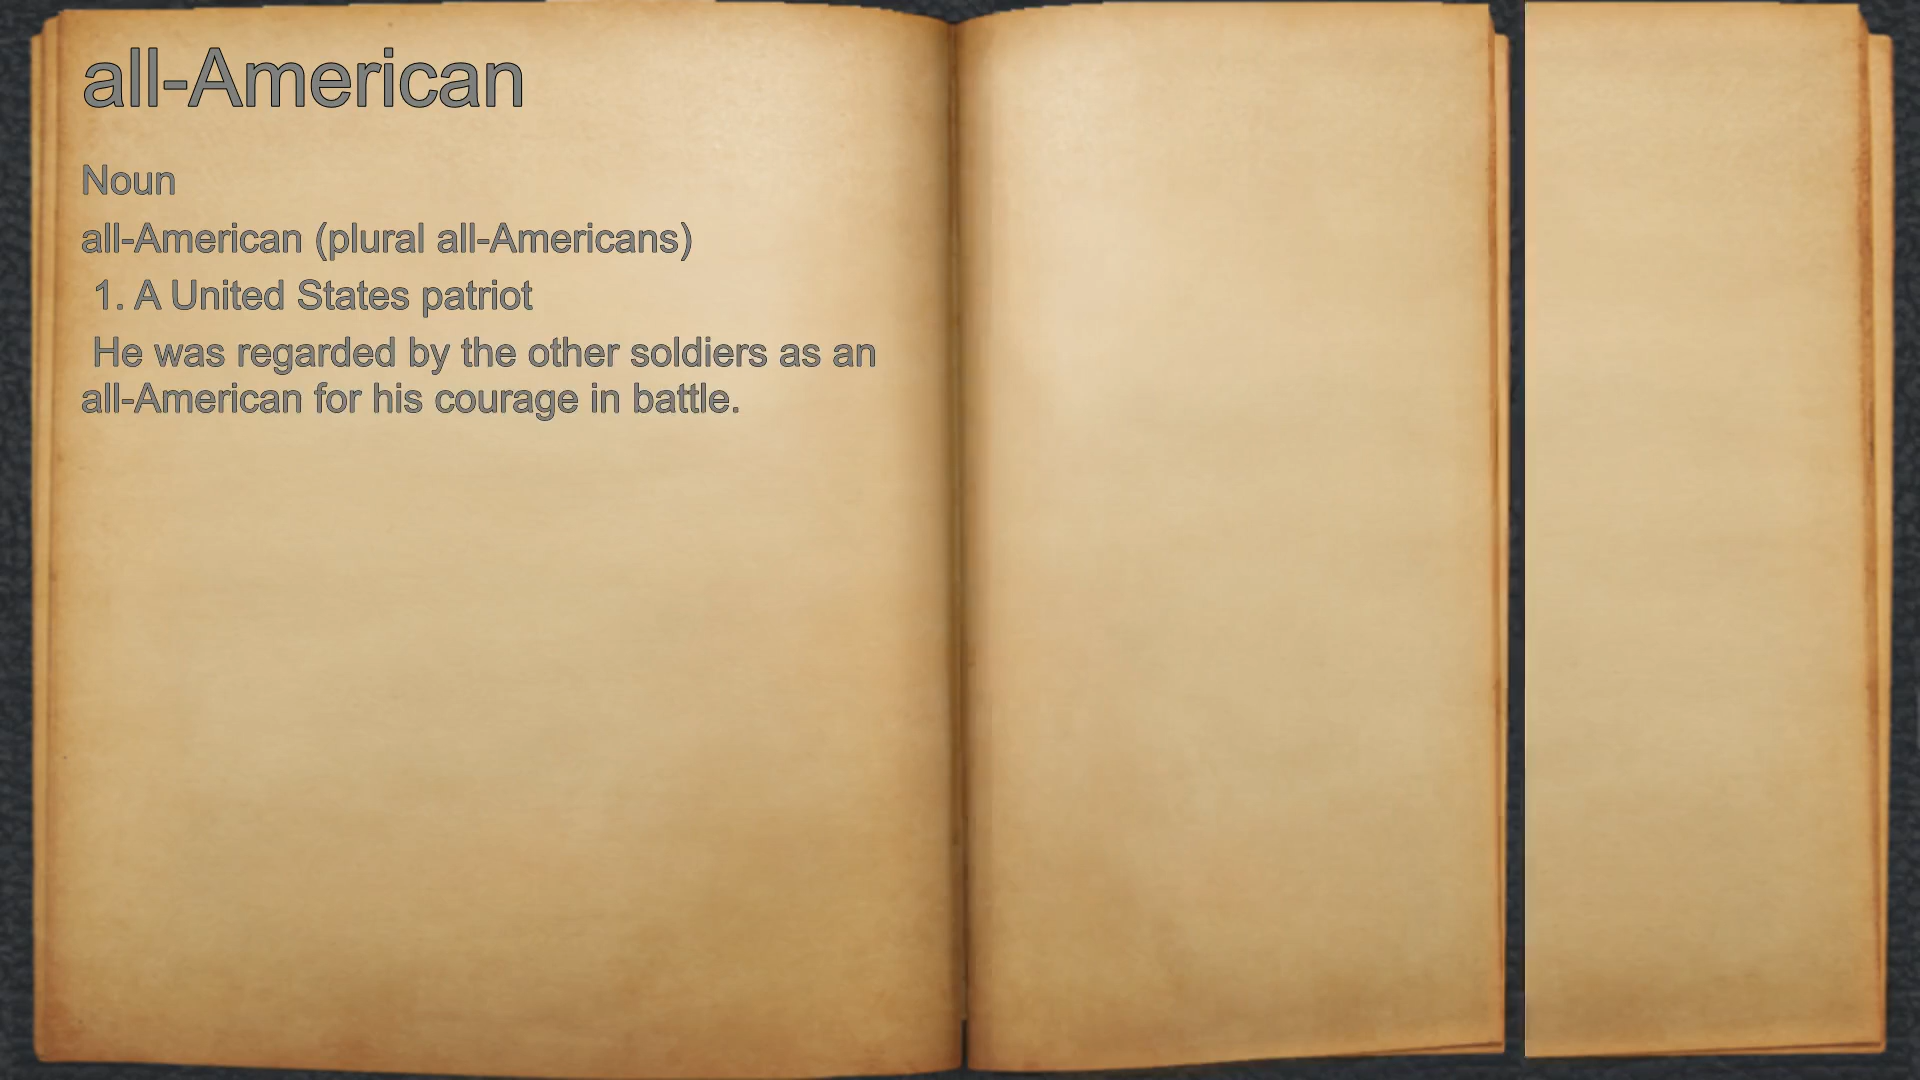 all-American
Noun
all-American (plural all-Americans)
1. A United States patriot
He was regarded by the other soldiers as an
all-American for his courage in battle.